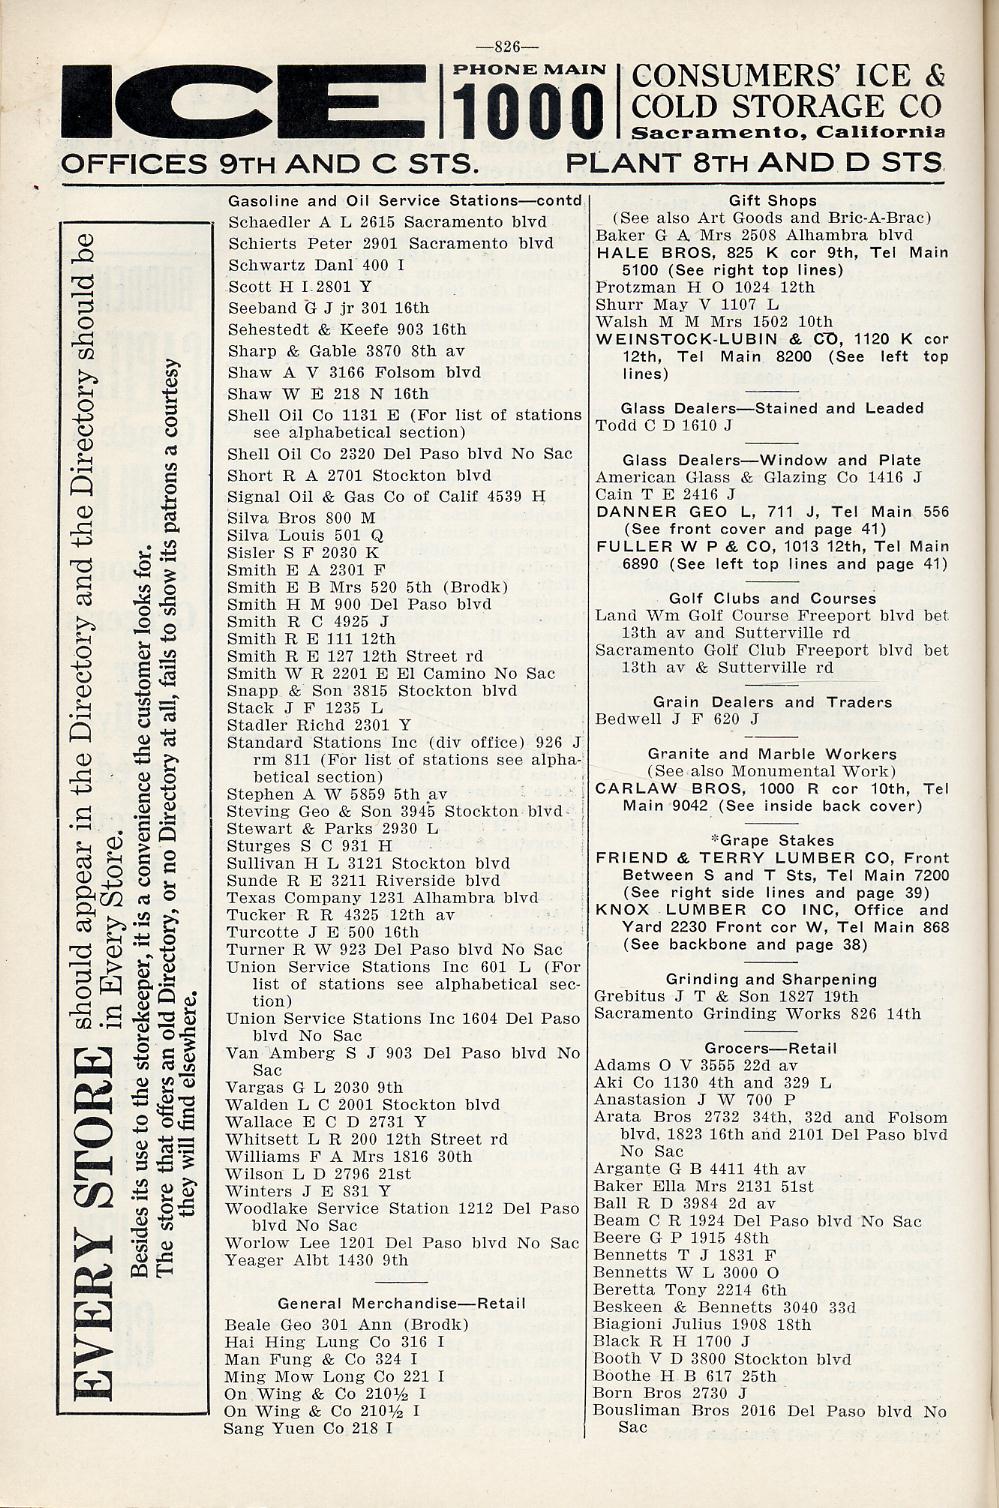 —826—
ICE
PHONE MAIN
1000
CONSUMERS' ICE &
COLD STORAGE CO
Sacramento, California
OFFICES 9TH AND C STS.
PLANT 8TH AND D STS
EVERY STORE should appear in the Directory and the Directory should be
in Every Store.
Besides its use to the storekeeper, it is a convenience the customer looks for.
The store that offers an old Directory, or no Directory at all, fails to show its patrons a courtesy
they will find elsewhere.
Gasoline and Oil Service Stations—contd
Schaedler A L 2615 Sacramento blvd
Schierts Peter 2901 Sacramento blvd
Schwartz Danl 400 I
Scott H I 2801 Y
Seeband G J jr 301 16th
Sehestedt & Keefe 903 16th
Sharp & Gable 3870 8th av
Shaw A V 3166 Folsom blvd
Shaw W E 218 N 16th
Shell Oil Co 1131 E (For list of stations
see alphabetical section)
Shell Oil Co 2320 Del Paso blvd No Sac
Short R A 2701 Stockton blvd
Signal Oil & Gas Co of Calif 4539 H
Silva Bros 800 M
Silva Louis 501 Q
Sisler S F 2030 K
Smith E A 2301 F
Smith E B Mrs 520 5th (Brodk)
Smith H M 900 Del Paso blvd
Smith R C 4925 J
Smith R E 111 12th
Smith R E 127 12th Street rd
Smith W R 2201 E El Camino No Sac
Snapp & Son 3815 Stockton blvd
Stack J F 1235 L
Stadler Richd 2301 Y
Standard Stations Inc (div office) 926 J
rm 811 (For list of stations see alpha-
betical section)
Stephen A W 5859 5th av
Steving Geo & Son 3945 Stockton blvd
Stewart & Parks 2930 L
Sturges S C 931 H
Sullivan H L 3121 Stockton blvd
Sunde R E 3211 Riverside blvd
Texas Company 1231 Alhambra blvd
Tucker R R 4325 12th av
Turcotte J E 500 16th
Turner R W 923 Del Paso blvd No Sac
Union Service Stations Inc 601 L (For
list of stations see alphabetical sec-
tion)
Union Service Stations Inc 1604 Del Paso
blvd No Sac
Van Amberg S J 903 Del Paso blvd No
Sac
Vargas G L 2030 9th
Walden L C 2001 Stockton blvd
Wallace E C D 2731 Y
Whitsett L R 200 12th Street rd
Williams F A Mrs 1816 30th
Wilson L D 2796 21st
Winters J E 831 Y
Woodlake Service Station 1212 Del Paso
blvd No Sac
Worlow Lee 1201 Del Paso blvd No Sac
Yeager Albt 1430 9th
General Merchandise—Retail
Beale Geo 301 Ann (Brodk)
Hai Hing Lung Co 316 I
Man Fung & Co 324 I
Ming Mow Long Co 221 I
On Wing & Co 210½ I
On Wing & Co 210½ I
Sang Yuen Co 218 I
Gift Shops
(See also Art Goods and Bric-A-Brac)
Baker G A Mrs 2508 Alhambra blvd
HALE BROS, 825 K cor 9th, Tel Main
5100 (See right top lines)
Protzman H O 1024 12th
Shurr May V 1107 L
Walsh M M Mrs 1502 10th
WEINSTOCK-LUBIN & CO, 1120 K cor
12th, Tel Main 8200 (See left top
lines)
Glass Dealers—Stained and Leaded
Todd C D 1610 J
Glass Dealers—Window and Plate
American Glass & Glazing Co 1416 J
Cain T E 2416 J
DANNER GEO L, 711 J, Tel Main 556
(See front cover and page 41)
FULLER W P & CO, 1013 12th, Tel Main
6890 (See left top lines and page 41)
Golf Clubs and Courses
Land Wm Golf Course Freeport blvd bet
13th av and Sutterville rd
Sacramento Golf Club Freeport blvd bet
13th av & Sutterville rd
Grain Dealers and Traders
Bedwell J F 620 J
Granite and Marble Workers
(See also Monumental Work)
CARLAW BROS, 1000 R cor 10th, Tel
Main 9042 (See inside back cover)
*Grape Stakes
FRIEND & TERRY LUMBER CO, Front
Between S and T Sts, Tel Main 7200
(See right side lines and page 39)
KNOX LUMBER CO INC, Office and
Yard 2230 Front cor W, Tel Main 868
(See backbone and page 38)
Grinding and Sharpening
Grebitus J T & Son 1827 19th
Sacramento Grinding Works 826 14th
Grocers—Retail
Adams O V 3555 22d av
Aki Co 1130 4th and 329 L
Anastasion J W 700 P
Arata Bros 2732 34th, 32d and Folsom
blvd, 1823 16th and 2101 Del Paso blvd
No Sac
Argante G B 4411 4th av
Baker Ella Mrs 2131 51st
Ball R D 3984 2d av
Beam C R 1924 Del Paso blvd No Sac
Beere G P 1915 48th
Bennetts T J 1831 F
Bennetts W L 3000 O
Beretta Tony 2214 6th
Beskeen & Bennetts 3040 33d
Biagioni Julius 1908 18th
Black R H 1700 J
Booth V D 3800 Stockton blvd
Boothe H B 617 25th
Born Bros 2730 J
Bousliman Bros 2016 Del Paso blvd No
Sac